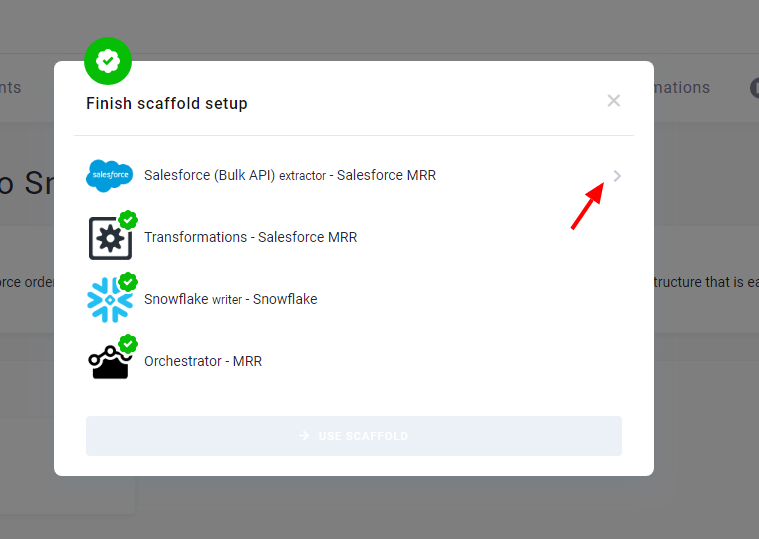 nts
mations
Finish scaffold setup
o Sn
salesforce
Salesforce (Bulk API) extractor - Salesforce MRR
Transformations - Salesforce MRR
rce orde
tructure that is ea
Snowflake writer - Snowflake
Orchestrator - MRR
USE SCAFFOLD